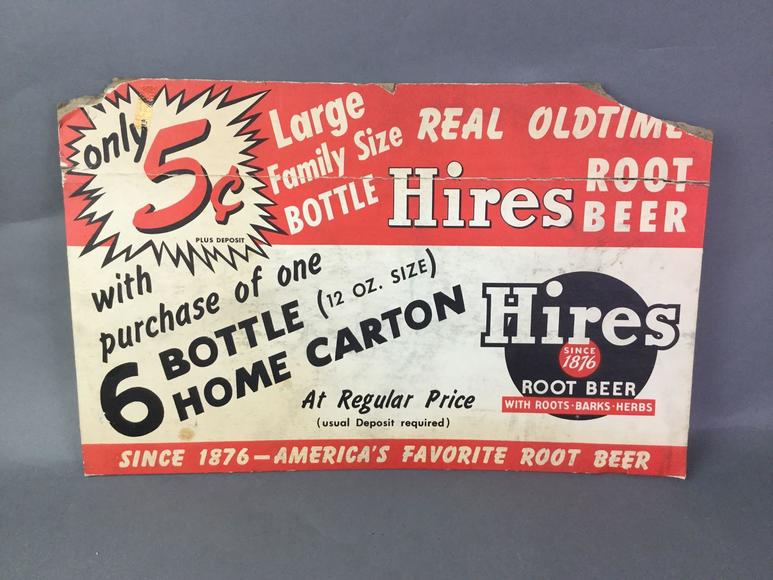 only
5¢
PLUS DEPOSIT
Large
Family Size
BOTTLE
REAL OLDTIME
Hires ROOT BEER
with
purchase of one
6 BOTTLE (12 OZ. SIZE)
HOME CARTON
At Regular Price
(usual Deposit required)
Hires
SINCE
1876
ROOT BEER
WITH ROOTS·BARKS·HERBS
SINCE 1876—AMERICA'S FAVORITE ROOT BEER